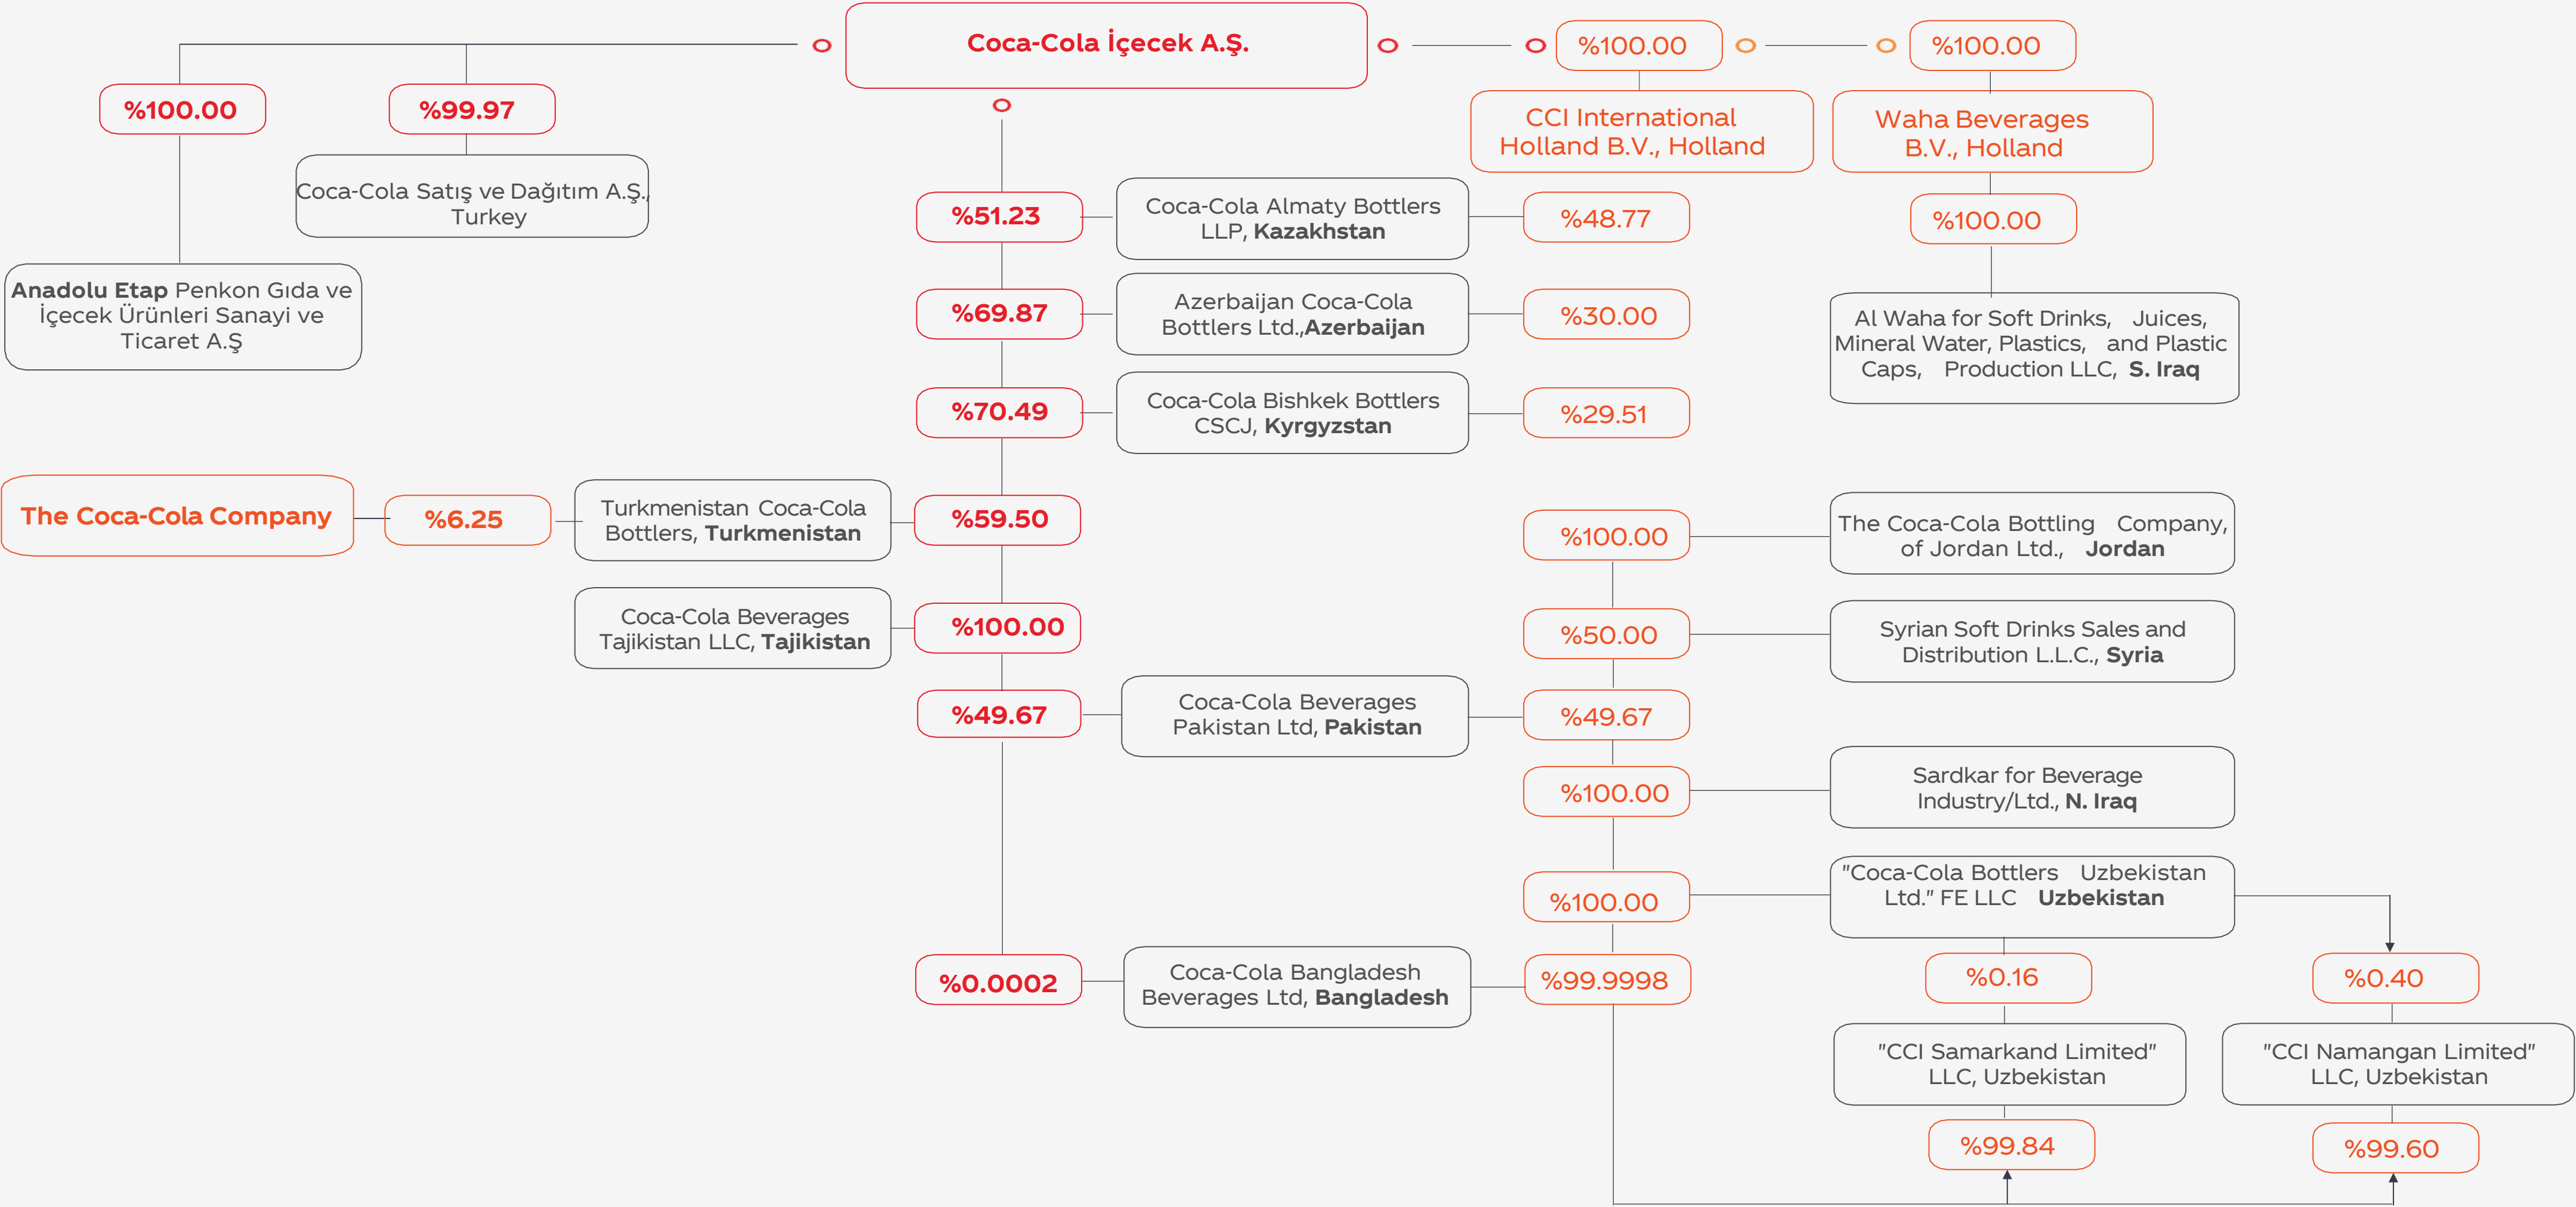 Coca-Cola İçecek A.Ş.
%100.00
%100.00
%100.00
%99.97
CCI International
Holland B.V., Holland
Waha Beverages
B.V., Holland
Coca-Cola Satış ve Dağıtım A.Ş.,
Turkey
%51.23
Coca-Cola Almaty Bottlers
LLP, Kazakhstan
%48.77
%100.00
Anadolu Etap Penkon Gıda ve
İçecek Ürünleri Sanayi ve
Ticaret A.Ş
%69.87
Azerbaijan Coca-Cola
Bottlers Ltd.,Azerbaijan
%30.00
Al Waha for Soft Drinks, Juices,
Mineral Water, Plastics, and Plastic
Caps, Production LLC, S. Iraq
%70.49
Coca-Cola Bishkek Bottlers
CSCJ, Kyrgyzstan
%29.51
The Coca-Cola Company
%6.25
Turkmenistan Coca-Cola
Bottlers, Turkmenistan
%59.50
%100.00
The Coca-Cola Bottling Company,
of Jordan Ltd., Jordan
Coca-Cola Beverages
Tajikistan LLC, Tajikistan
%100.00
%50.00
Syrian Soft Drinks Sales and
Distribution L.L.C., Syria
%49.67
Coca-Cola Beverages
Pakistan Ltd, Pakistan
%49.67
%100.00
Sardkar for Beverage
Industry/Ltd., N. Iraq
%100.00
"Coca-Cola Bottlers Uzbekistan
Ltd." FE LLC Uzbekistan
%0.0002
Coca-Cola Bangladesh
Beverages Ltd, Bangladesh
%99.9998
%0.16
%0.40
"CCI Samarkand Limited"
LLC, Uzbekistan
"CCI Namangan Limited"
LLC, Uzbekistan
%99.84
%99.60